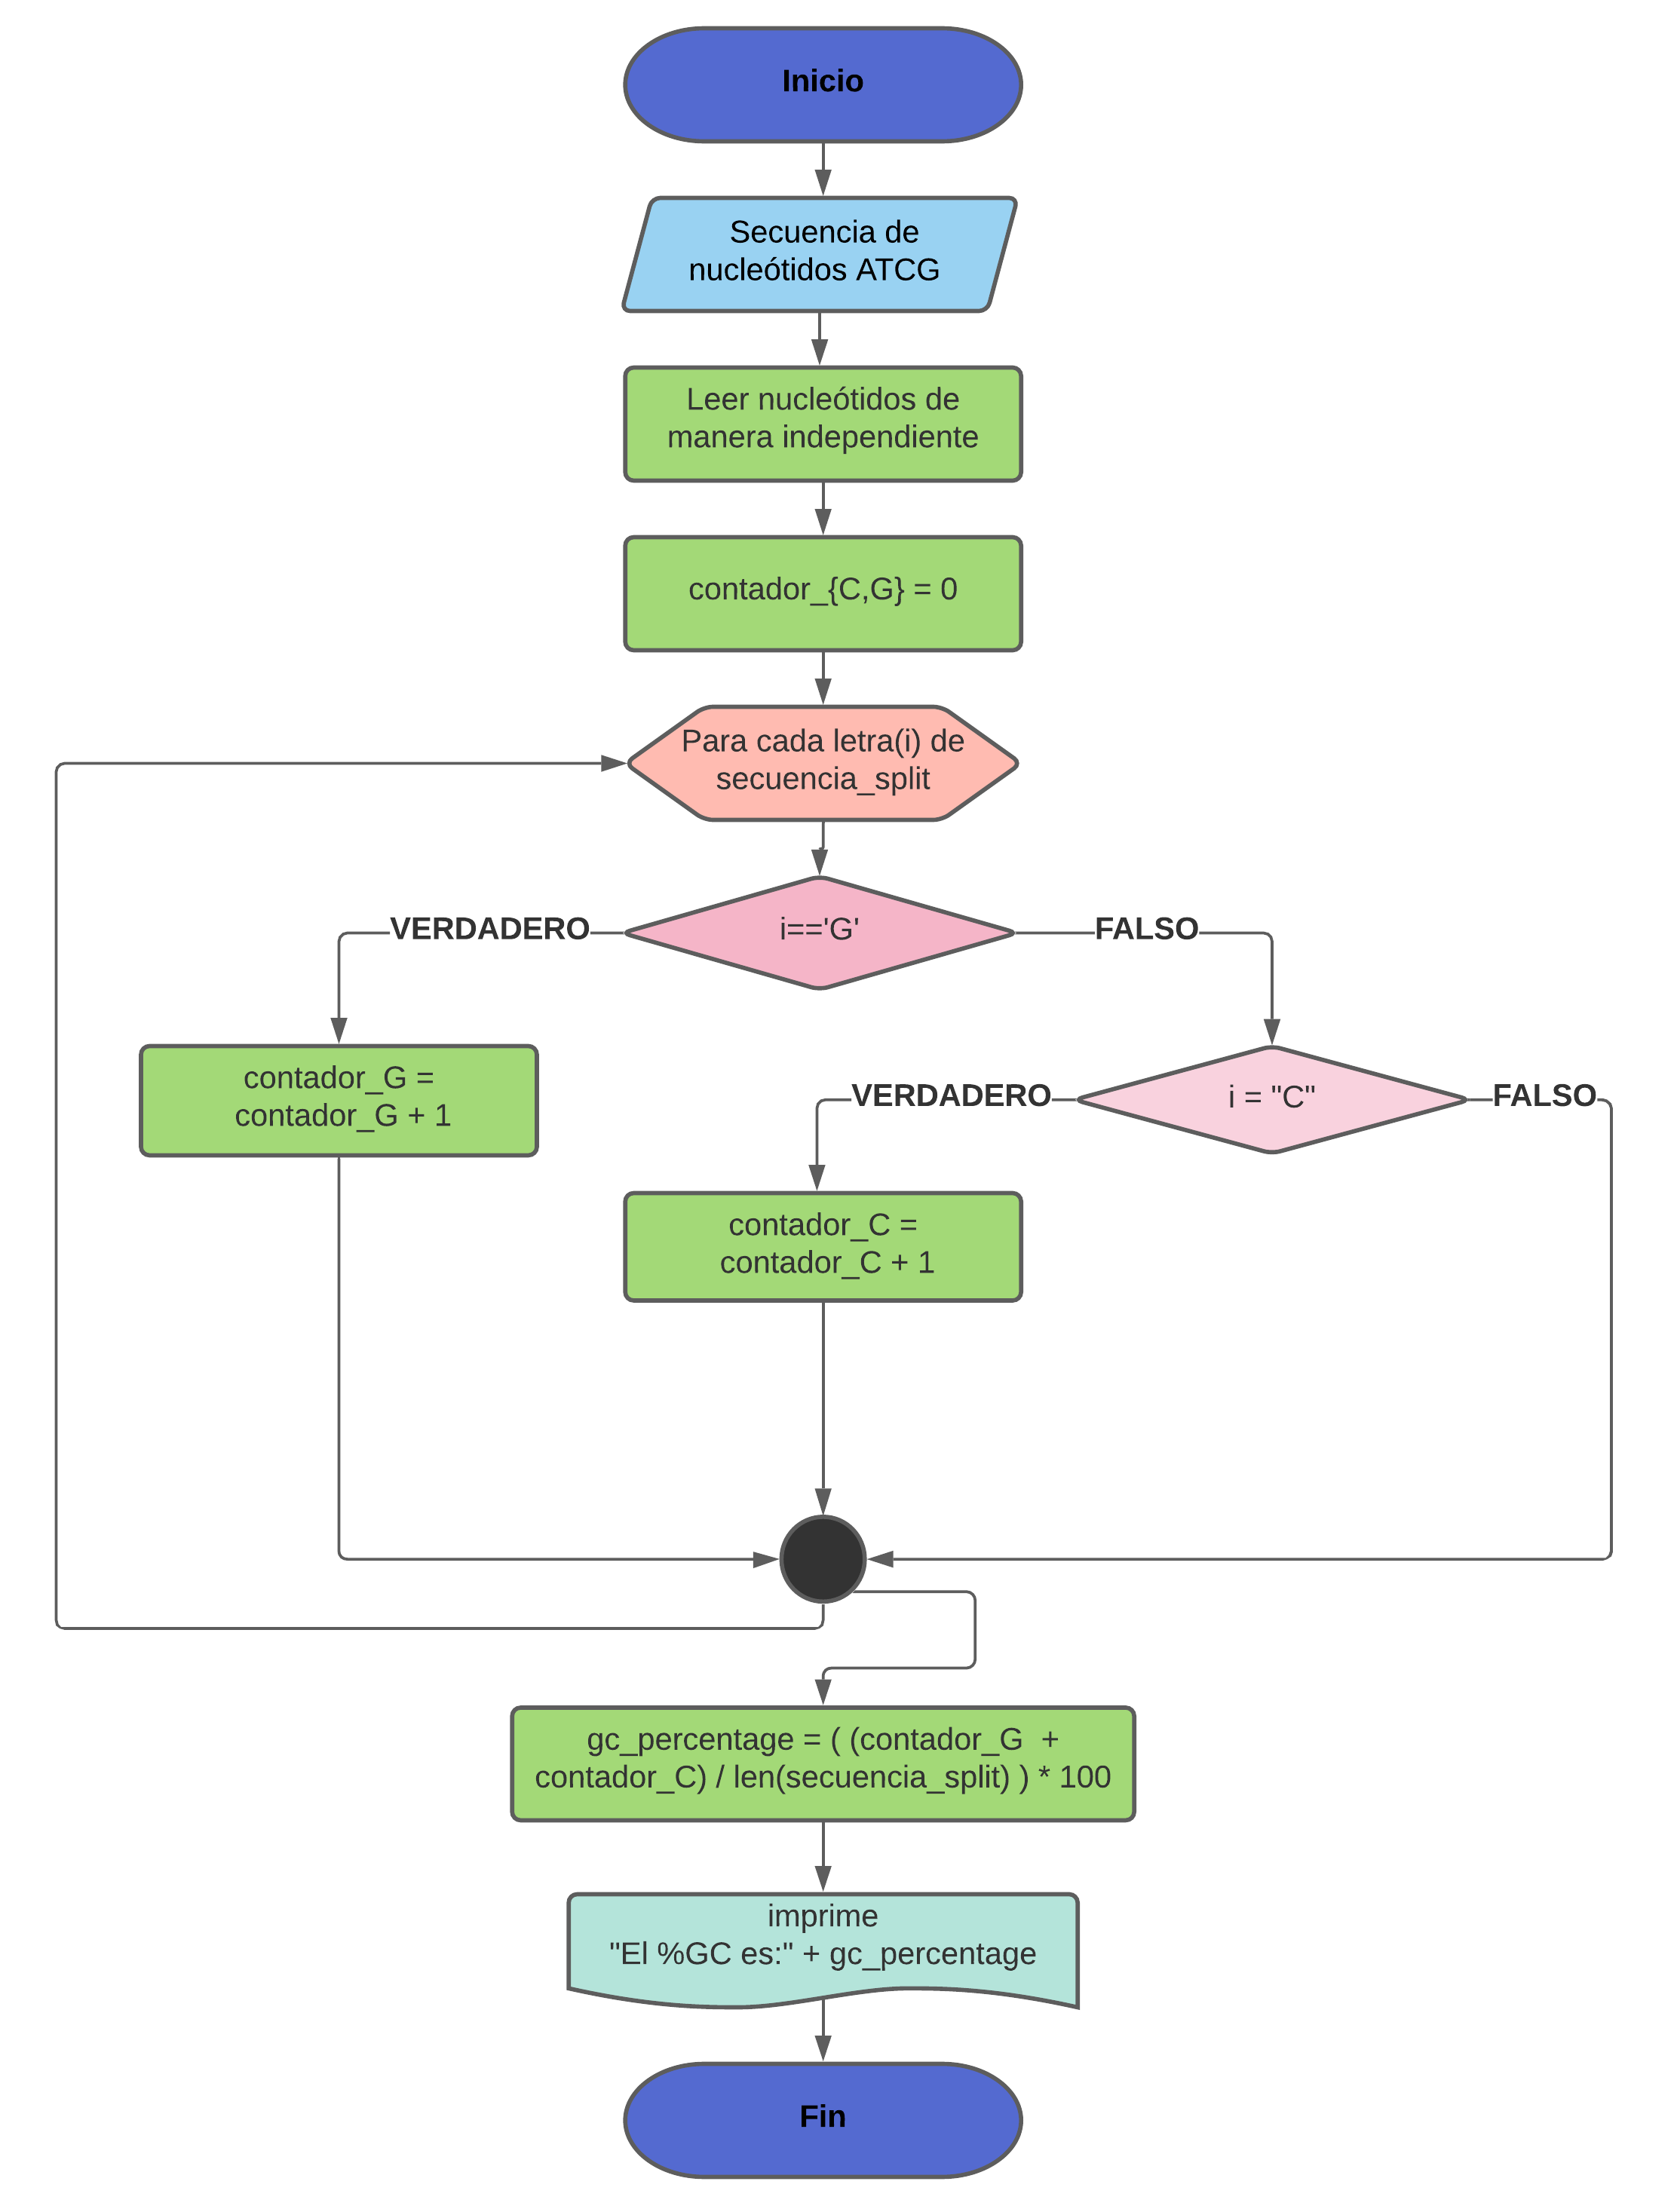 Inicio
Secuencia de
nucleótidos ATCG
Leer nucleótidos de
manera independiente
contador_{C,G} = 0
Para cada letra(i) de
secuencia_split
i=='G'
VERDADERO
FALSO
contador_G =
contador_G + 1
i = "C"
VERDADERO
FALSO
contador_C =
contador_C + 1
gc_percentage = ( (contador_G  +
contador_C) / len(secuencia_split) ) * 100
imprime
"El %GC es:" + gc_percentage
Fin